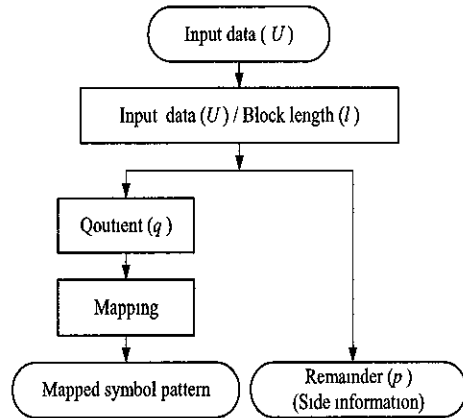 Input data ( U )
Input data (U) / Block length (l)
Qoutient (q )
Mapping
Mapped symbol pattern
Remainder (p )
(Side information)